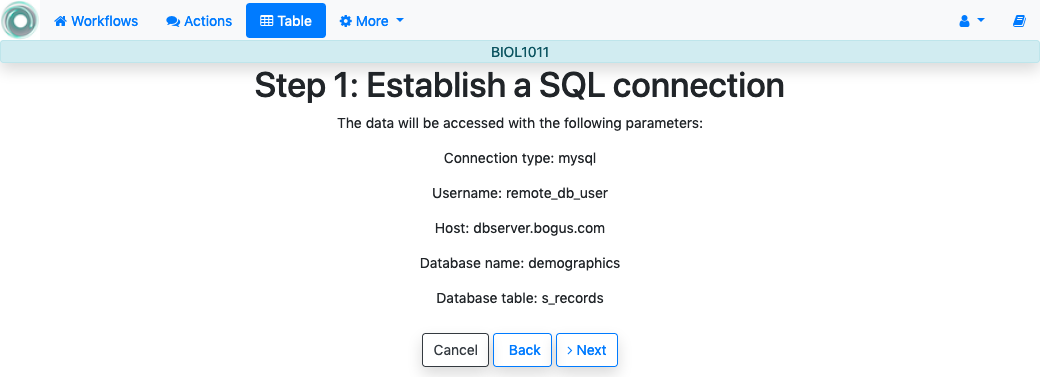 Workflows Actions Table More
BIOL1011
Step 1: Establish a SQL connection
The data will be accessed with the following parameters:
Connection type: mysql
Username: remote_db_user
Host: dbserver.bogus.com
Database name: demographics
Database table: s_records
Cancel Back Next